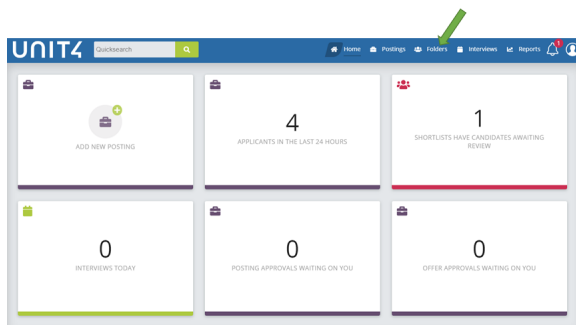 UNIT4
Quicksearch
Home Postings Folders Interviews Reports 1
ADD NEW POSTING
4
APPLICANTS IN THE LAST 24 HOURS
1
SHORTLISTS HAVE CANDIDATES AWAITING
REVIEW
0
INTERVIEWS TODAY
0
POSTING APPROVALS WAITING ON YOU
0
OFFER APPROVALS WAITING ON YOU